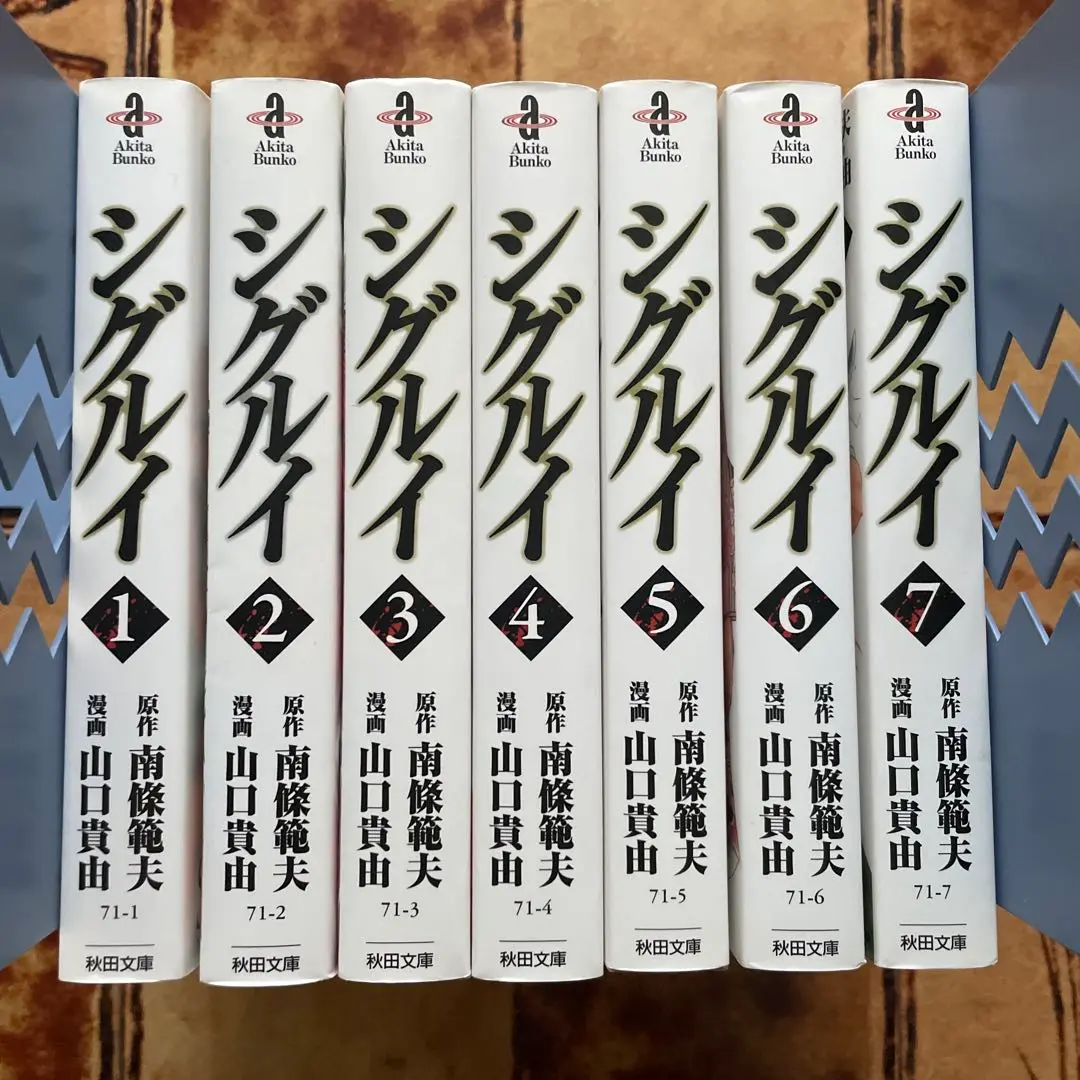 a
Akita
Bunko
シグルイ
1
原作 南條範夫
漫画 山口貴由
71-1
秋田文庫
a
Akita
Bunko
シグルイ
2
原作 南條範夫
漫画 山口貴由
71-2
秋田文庫
a
Akita
Bunko
シグルイ
3
原作 南條範夫
漫画 山口貴由
71-3
秋田文庫
a
Akita
Bunko
シグルイ
4
原作 南條範夫
漫画 山口貴由
71-4
秋田文庫
a
Akita
Bunko
シグルイ
5
原作 南條範夫
漫画 山口貴由
71-5
秋田文庫
a
Akita
Bunko
シグルイ
6
原作 南條範夫
漫画 山口貴由
71-6
秋田文庫
a
Akita
Bunko
シグルイ
7
原作 南條範夫
漫画 山口貴由
71-7
秋田文庫